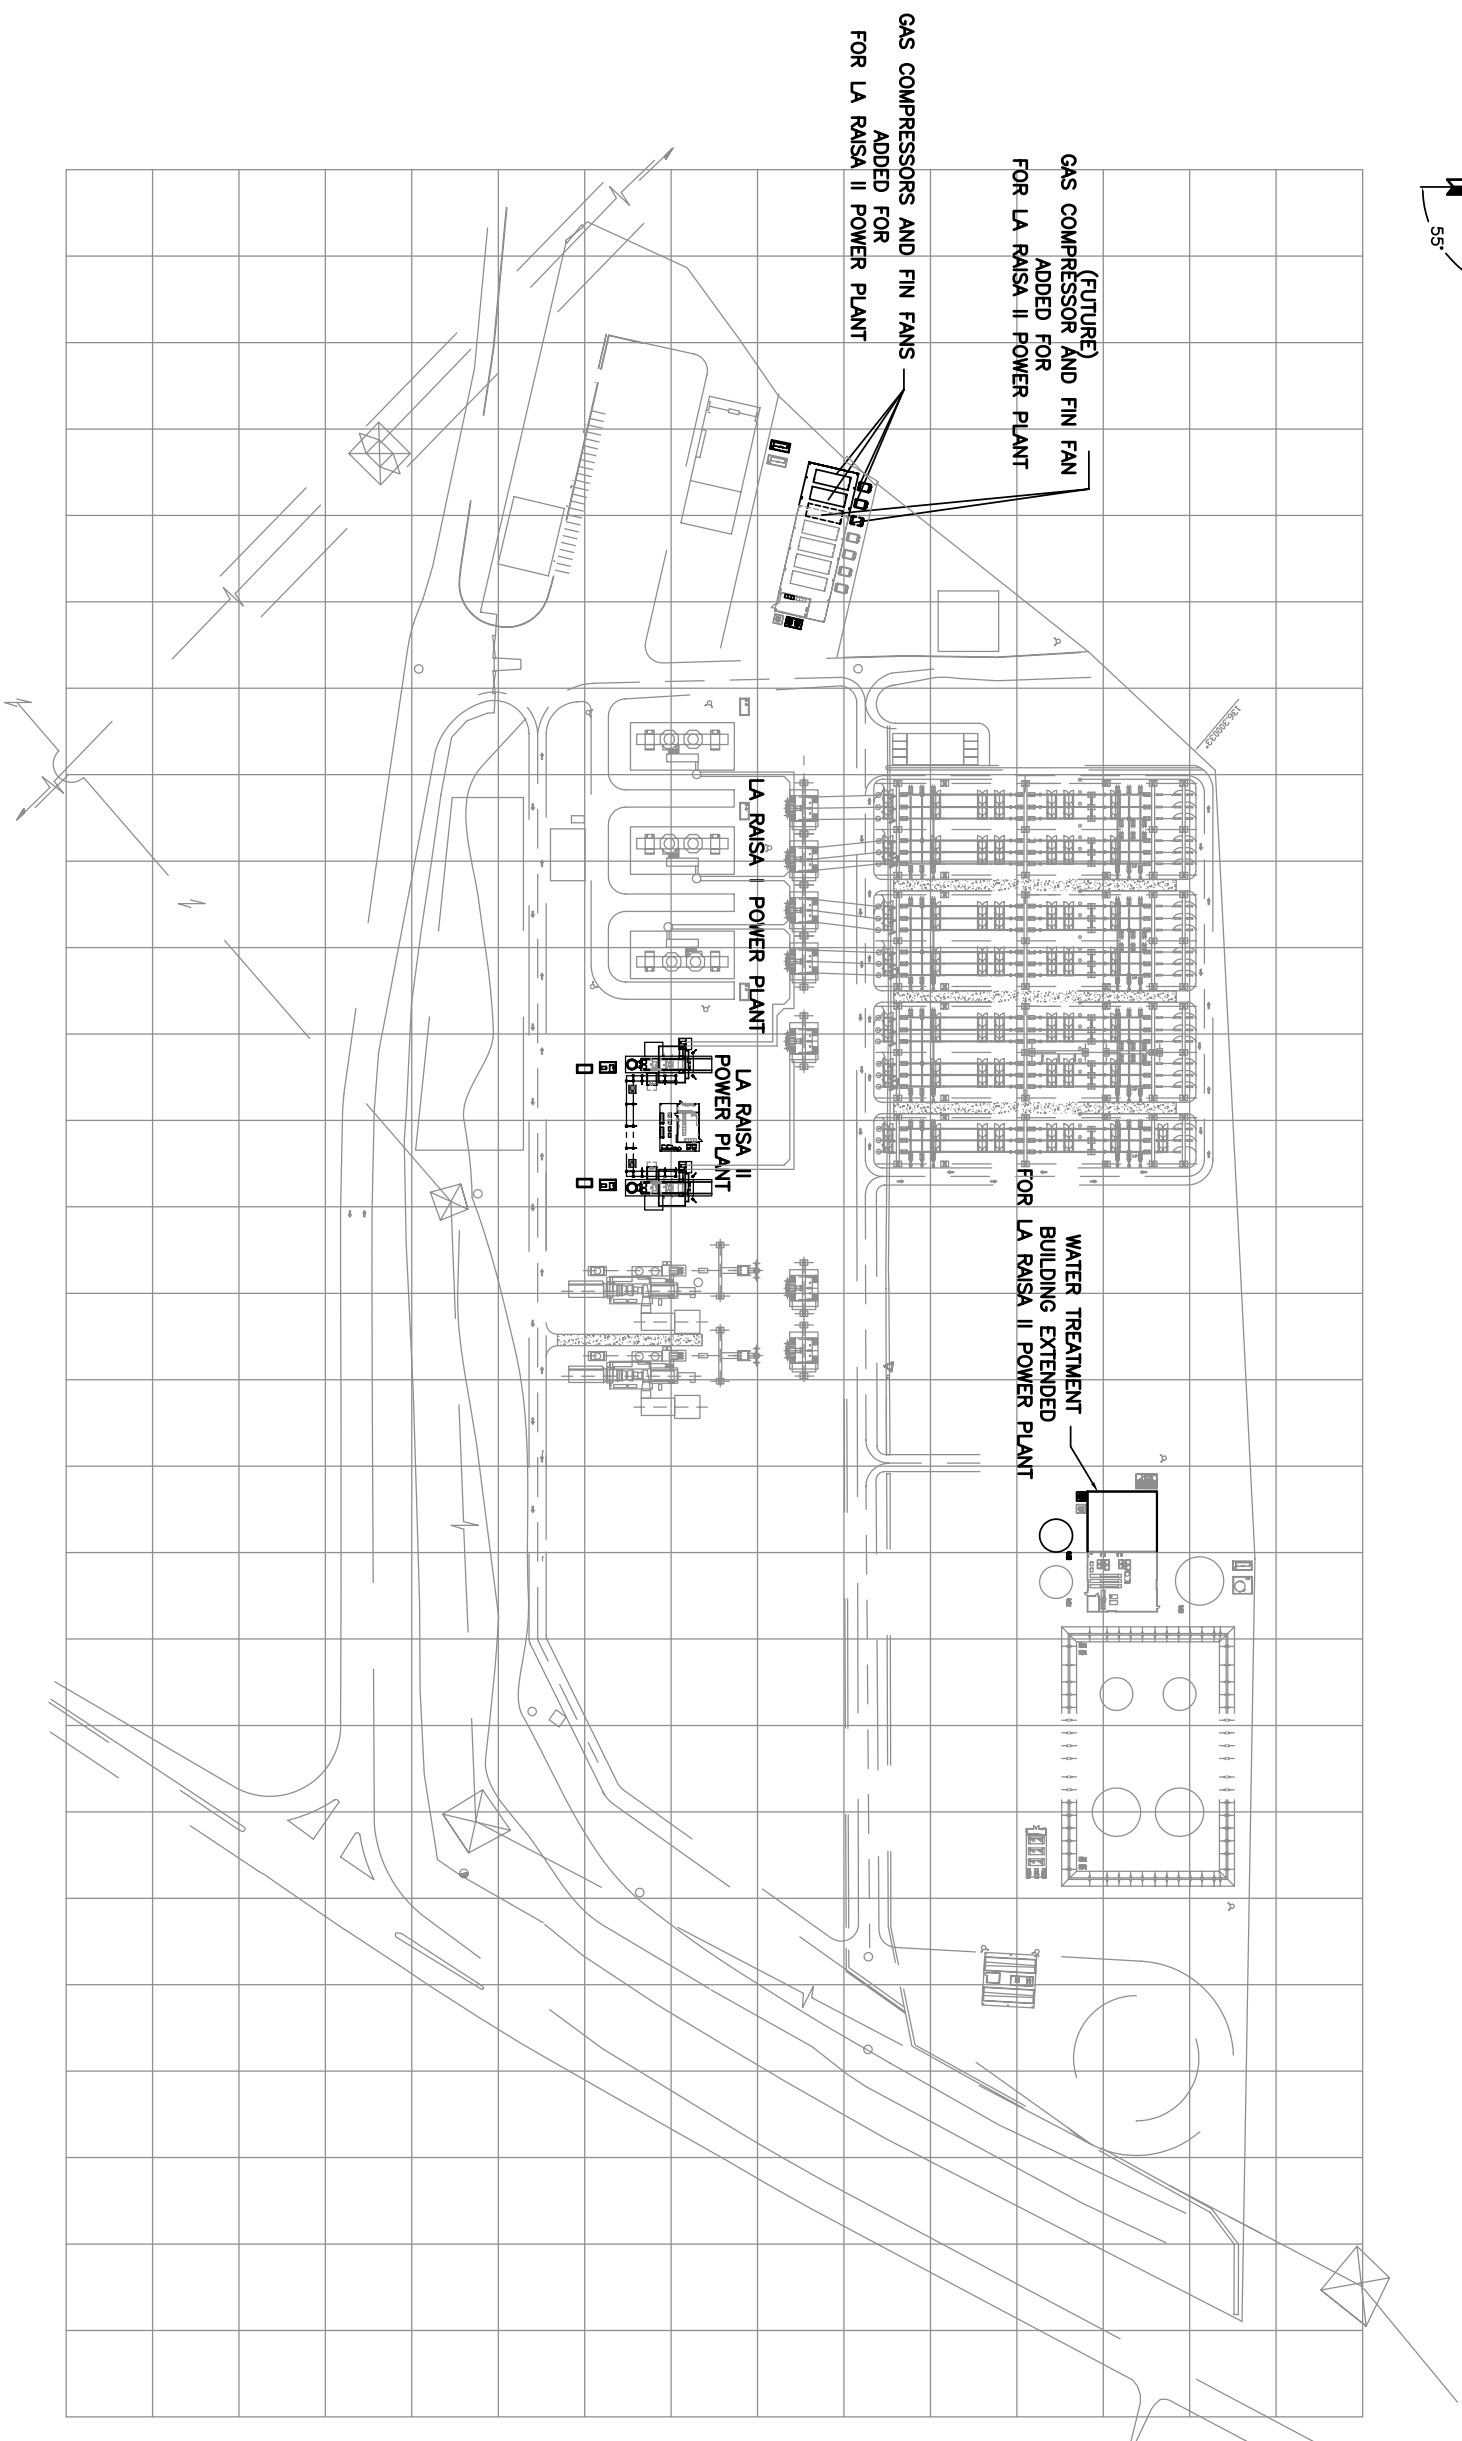 GAS COMPRESSORS AND FIN FANS
ADDED FOR
FOR LA RAISA II POWER PLANT
(FUTURE)
GAS COMPRESSOR AND FIN FAN
ADDED FOR
FOR LA RAISA II POWER PLANT
55°
136.300033°
LA RAISA I POWER PLANT
LA RAISA II
POWER PLANT
WATER TREATMENT
BUILDING EXTENDED
FOR LA RAISA II POWER PLANT